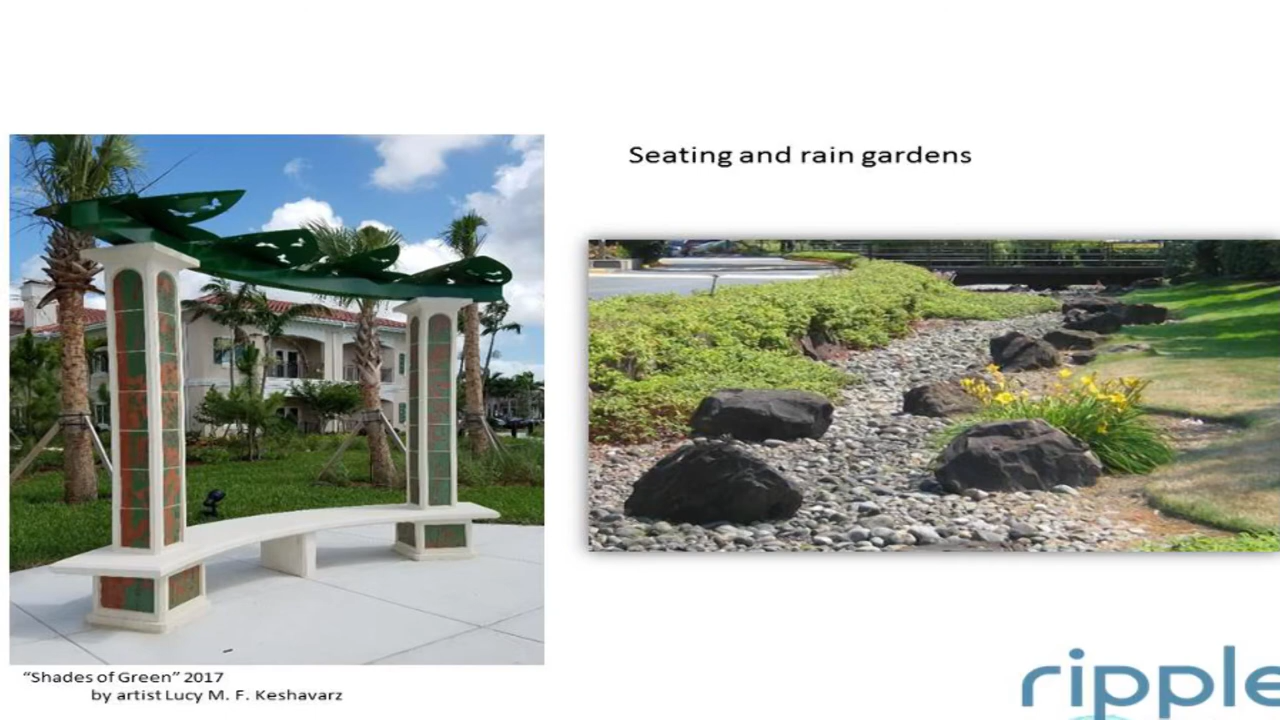 Seating and rain gardens
“Shades of Green” 2017
by artist Lucy M. F. Keshavarz
ripple